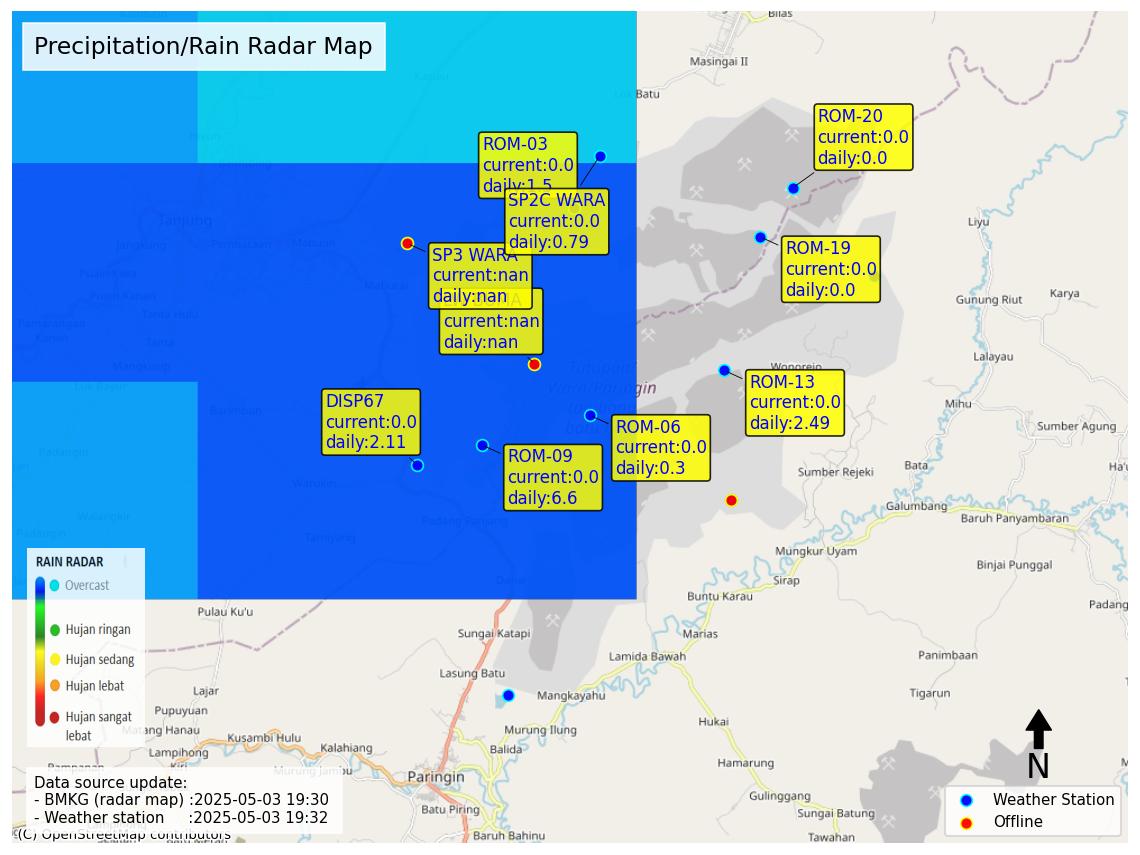 Precipitation/Rain Radar Map
Bilas
Masingai II
Batu
ROM-20
current:0.0
daily:0.0
ROM-03
current:0.0
daily:1.5
SP2C WARA
current:0.0
daily:0.79
Tanjung
Liyu
SP3 WARA
current:nan
daily:nan
ROM-19
current:0.0
daily:0.0
current:nan
daily:nan
Gunung Riut
Karya
Lalayau
Wonorejo
ROM-13
current:0.0
daily:2.49
DISP67
current:0.0
daily:2.11
Mihu
ROM-06
current:0.0
daily:0.3
Sumber Agung
ROM-09
current:0.0
daily:6.6
Bata
Sumber Rejeki
Galumbang
Baruh Panyambaran
Padang Panjang
Mungkur Uyam
Binjai Punggal
RAIN RADAR
Overcast
Hujan ringan
Hujan sedang
Hujan lebat
Hujan sangat
lebat
Sirap
Buntu Karau
Padang
Pulau Ku'u
Sungai Katapi
Marias
Lamida Bawah
Panimbaan
Lasung Batu
Lajar
Mangkayahu
Tigarun
Pupuyuan
Matang Hanau
Hukai
Murung Ilung
Kusambi Hulu
Lampihong
Kalahiang
Balida
Hamarung
Murung Jambu
Paringin
N
Gulinggang
Batu Piring
Sungai Batung
Baruh Bahinu
Tawahan
Data source update:
- BMKG (radar map) :2025-05-03 19:30
- Weather station :2025-05-03 19:32
(C) OpenStreetMap contributors
Weather Station
Offline